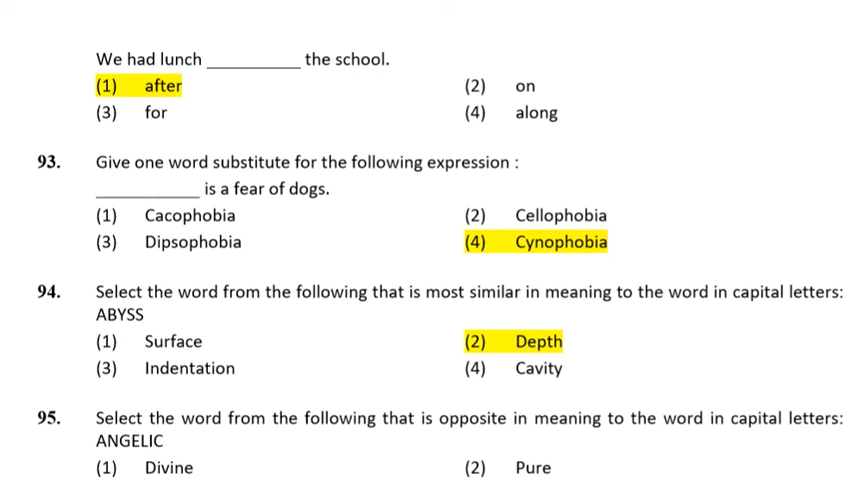 We had lunch __________ the school.
(1) after (2) on
(3) for (4) along
93. Give one word substitute for the following expression :
___________ is a fear of dogs.
(1) Cacophobia (2) Cellophobia
(3) Dipsophobia (4) Cynophobia
94. Select the word from the following that is most similar in meaning to the word in capital letters:
ABYSS
(1) Surface (2) Depth
(3) Indentation (4) Cavity
95. Select the word from the following that is opposite in meaning to the word in capital letters:
ANGELIC
(1) Divine (2) Pure